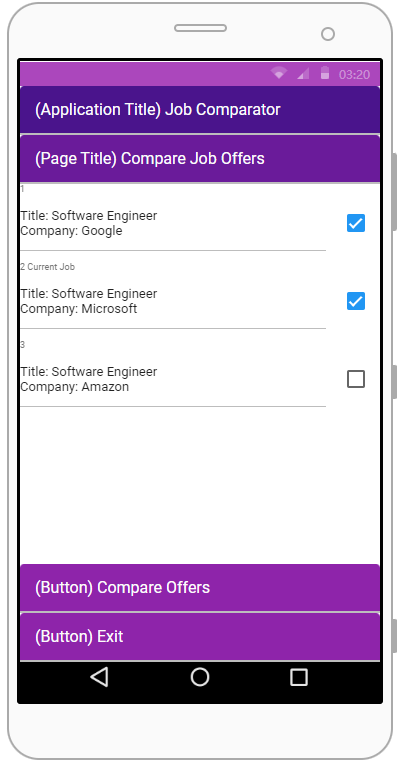 03:20
(Application Title) Job Comparator
(Page Title) Compare Job Offers
1
Title: Software Engineer
Company: Google
2 Current Job
Title: Software Engineer
Company: Microsoft
3
Title: Software Engineer
Company: Amazon
(Button) Compare Offers
(Button) Exit